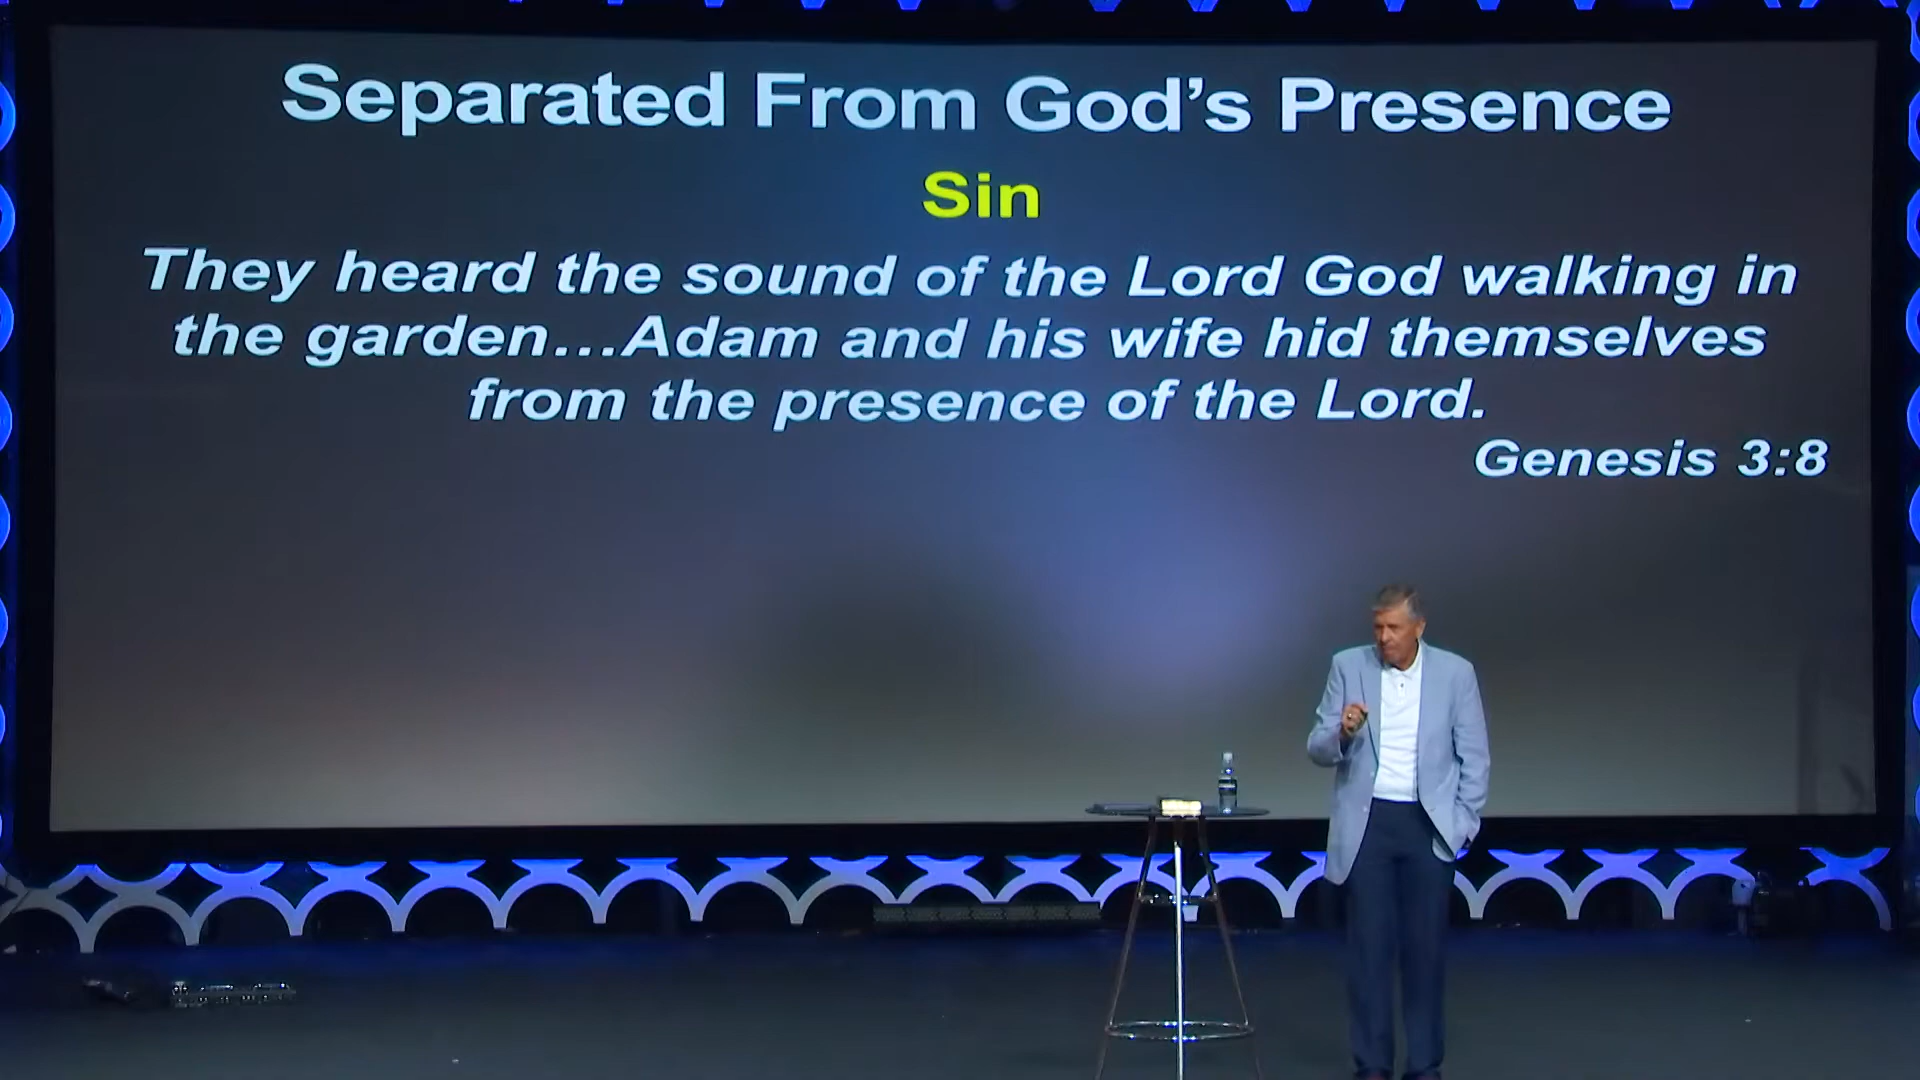 Separated From God’s Presence
Sin
They heard the sound of the Lord God walking in
the garden...Adam and his wife hid themselves
from the presence of the Lord.
Genesis 3:8